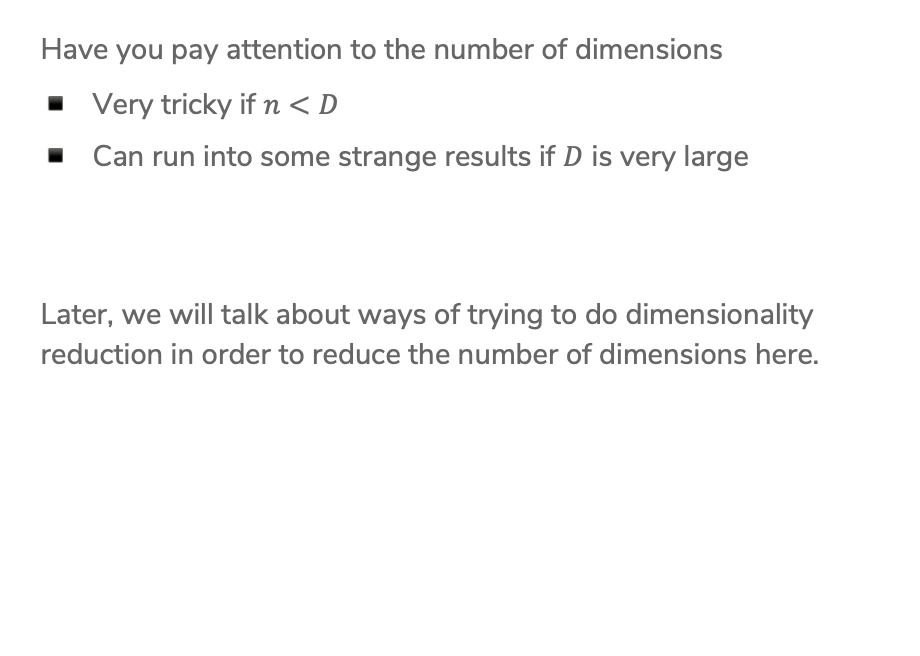 Have you pay attention to the number of dimensions
▪ Very tricky if n < D
▪ Can run into some strange results if D is very large
Later, we will talk about ways of trying to do dimensionality
reduction in order to reduce the number of dimensions here.